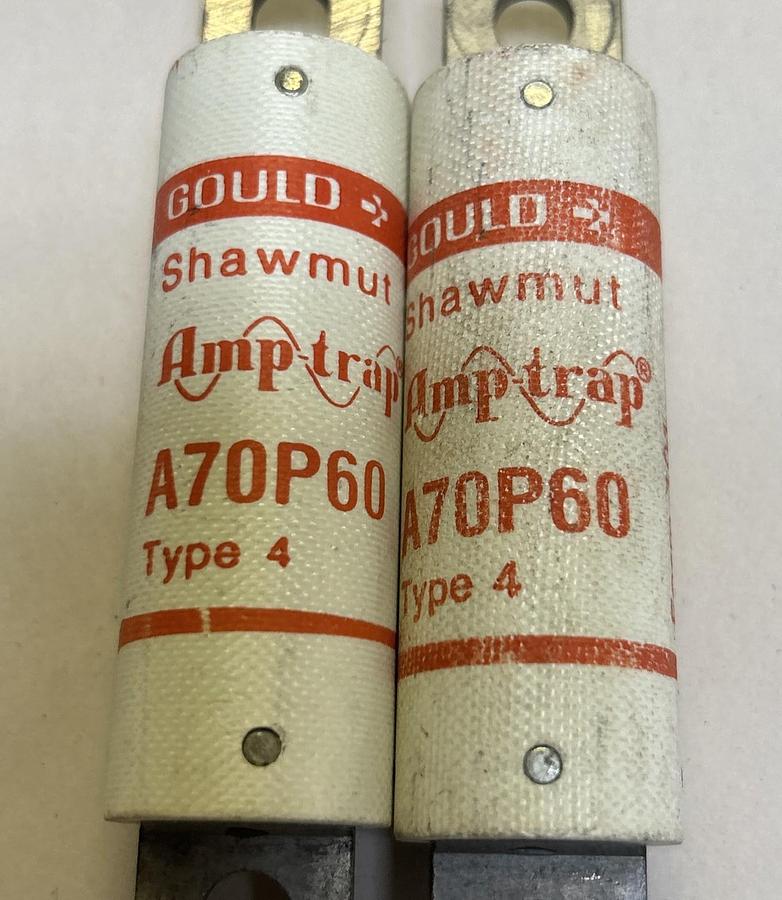 GOULD
Shawmut
Amp-trap®
A70P60
Type 4
GOULD
Shawmut
Amp-trap®
A70P60
Type 4